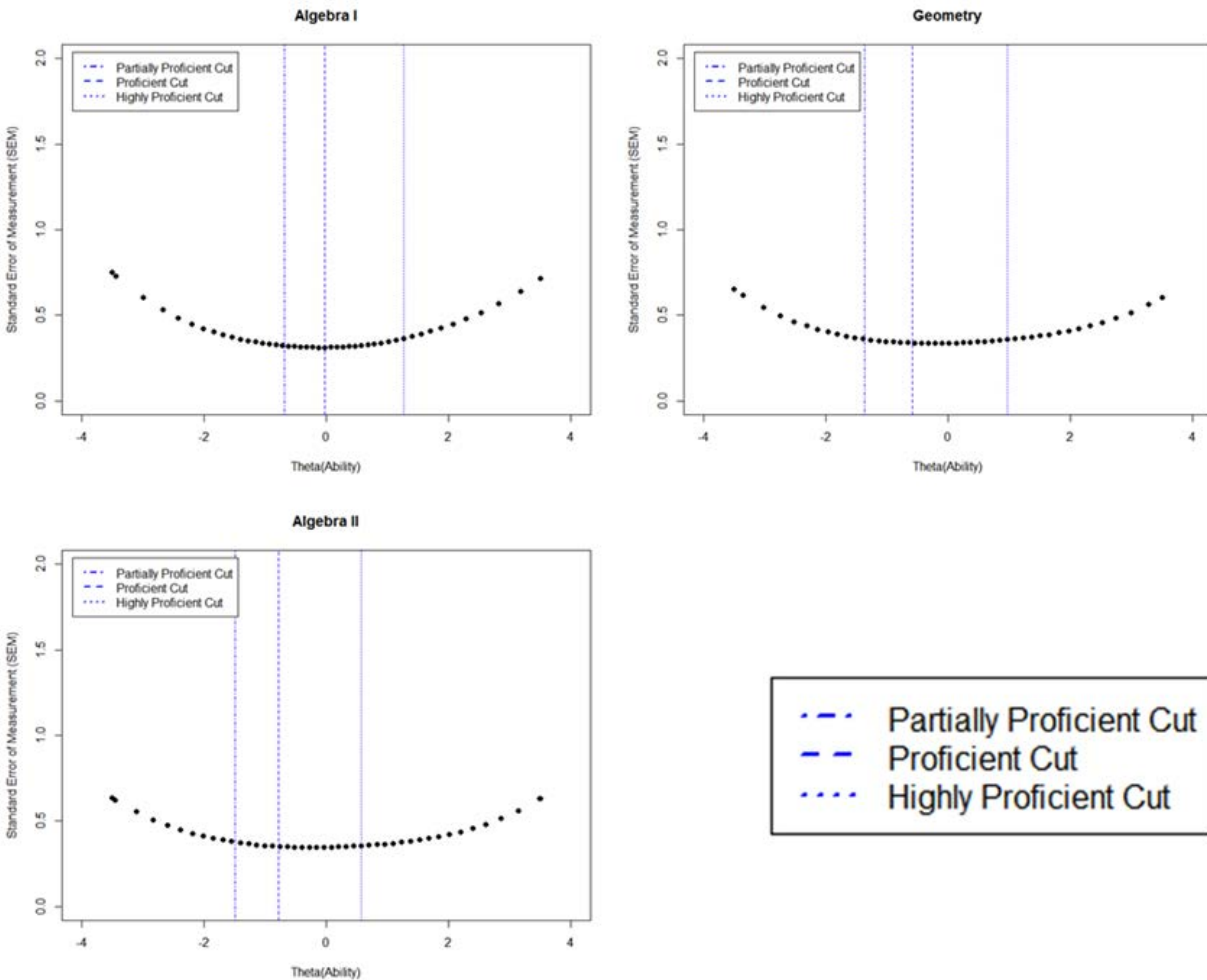 Algebra I
Partially Proficient Cut
Proficient Cut
Highly Proficient Cut
Standard Error of Measurement (SEM)
2.0
1.5
1.0
0.5
0.0
-4 -2 0 2 4
Theta(Ability)
Geometry
Partially Proficient Cut
Proficient Cut
Highly Proficient Cut
Standard Error of Measurement (SEM)
2.0
1.5
1.0
0.5
0.0
-4 -2 0 2 4
Theta(Ability)
Algebra II
Partially Proficient Cut
Proficient Cut
Highly Proficient Cut
Standard Error of Measurement (SEM)
2.0
1.5
1.0
0.5
0.0
-4 -2 0 2 4
Theta(Ability)
Partially Proficient Cut
Proficient Cut
Highly Proficient Cut